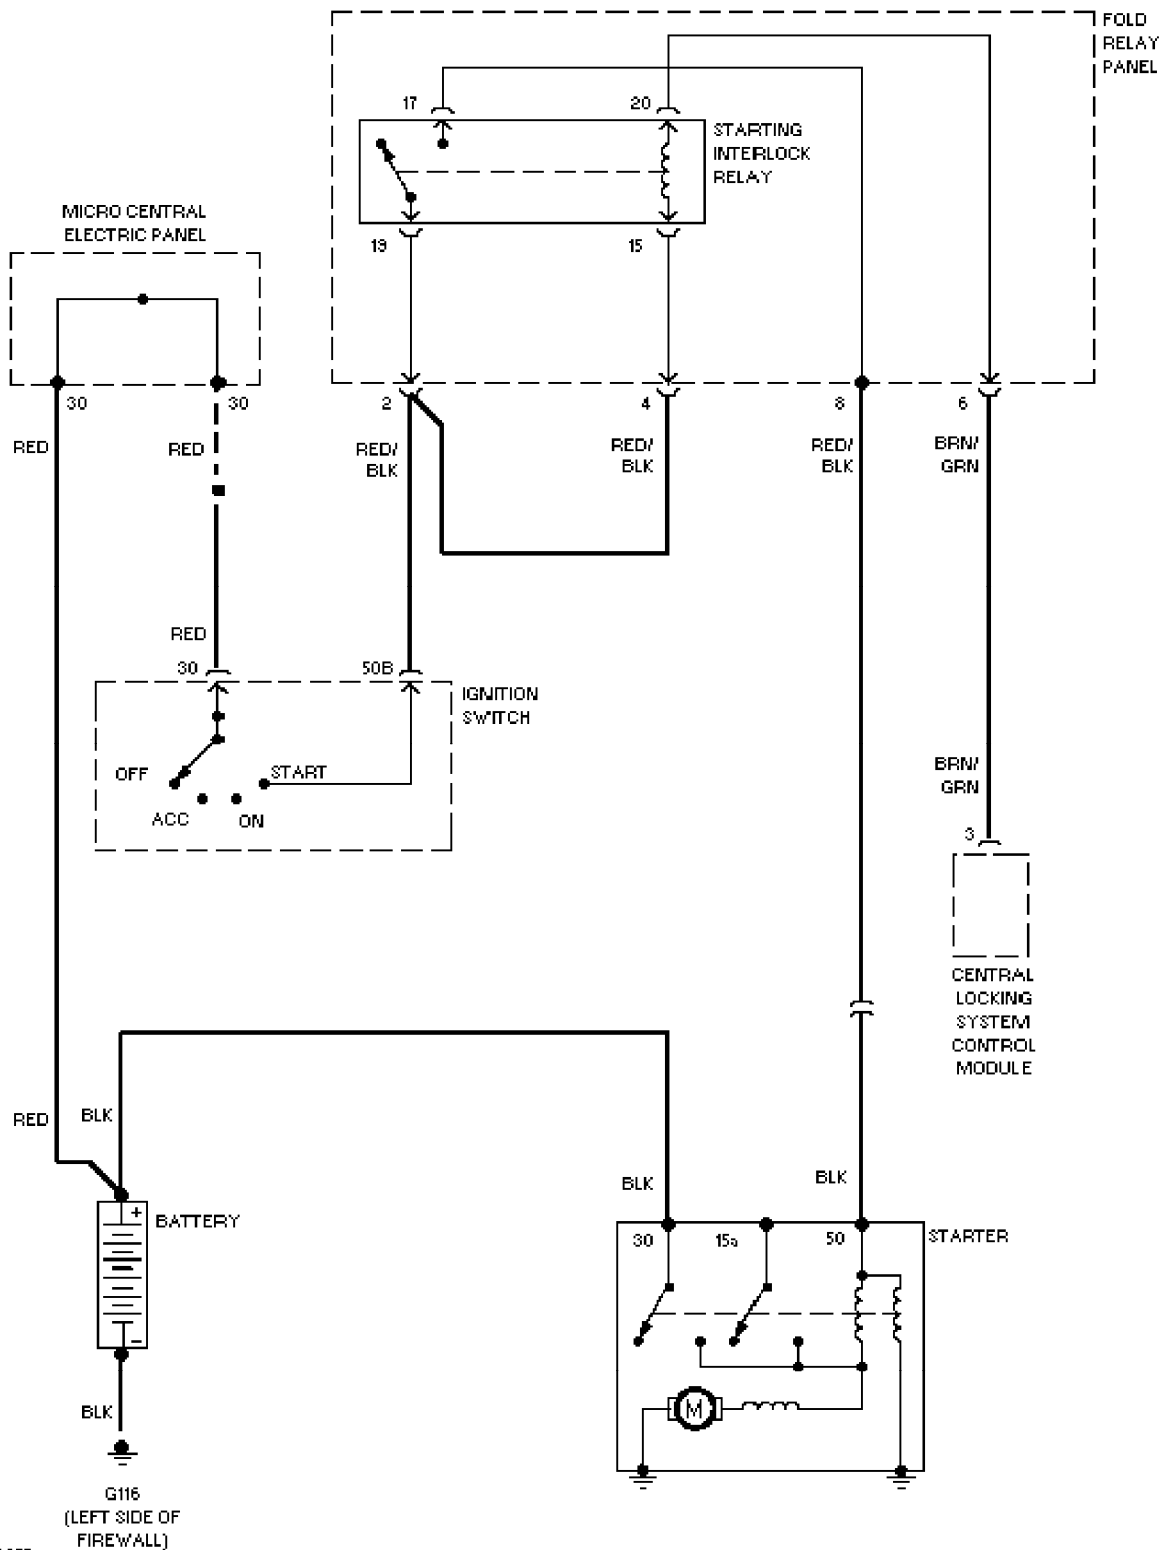 FOLD
RELAY
PANEL
17
20
STARTING
INTERLOCK
RELAY
MICRO CENTRAL
ELECTRIC PANEL
19
15
30
30
2
4
8
6
RED
RED
RED/
BLK
RED/
BLK
RED/
BLK
BRN/
GRN
RED
30
50B
IGNITION
SWITCH
OFF
START
ACC
ON
BRN/
GRN
3
CENTRAL
LOCKING
SYSTEM
CONTROL
MODULE
RED
BLK
BLK
BLK
+
BATTERY
-
30
15a
50
STARTER
M
BLK
G116
(LEFT SIDE OF
FIREWALL)